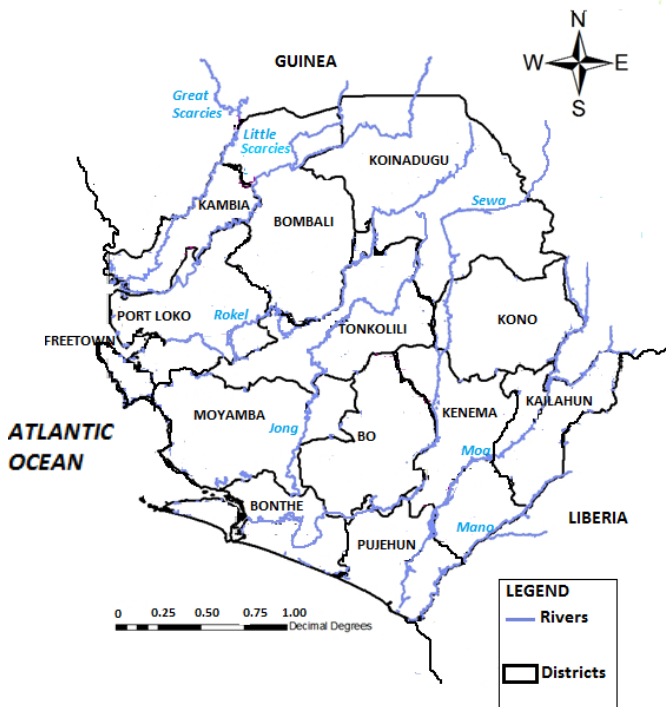 N
W E
S
GUINEA
Great
Scarcies
Little
Scarcies
KOINADUGU
Sewa
KAMBIA
BOMBALI
PORT LOKO
Rokel
TONKOLILI
KONO
FREETOWN
MOYAMBA
Jong
BO
KENEMA
KAILAHUN
ATLANTIC
OCEAN
Moa
BONTHE
Mano
LIBERIA
PUJEHUN
LEGEND
Rivers
Districts
0 0.25 0.50 0.75 1.00
Decimal Degrees